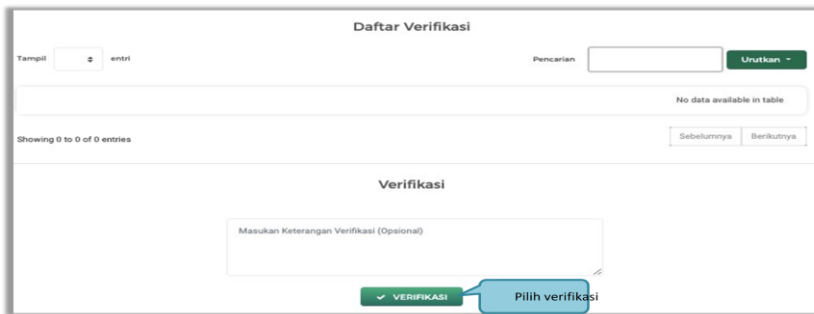 Daftar Verifikasi
Tampil entri Pencarian Urutkan
No data available in table
Showing 0 to 0 of 0 entries Sebelumnya Berikutnya
Verifikasi
Masukan Keterangan Verifikasi (Opsional)
VERIFIKASI Pilih verifikasi